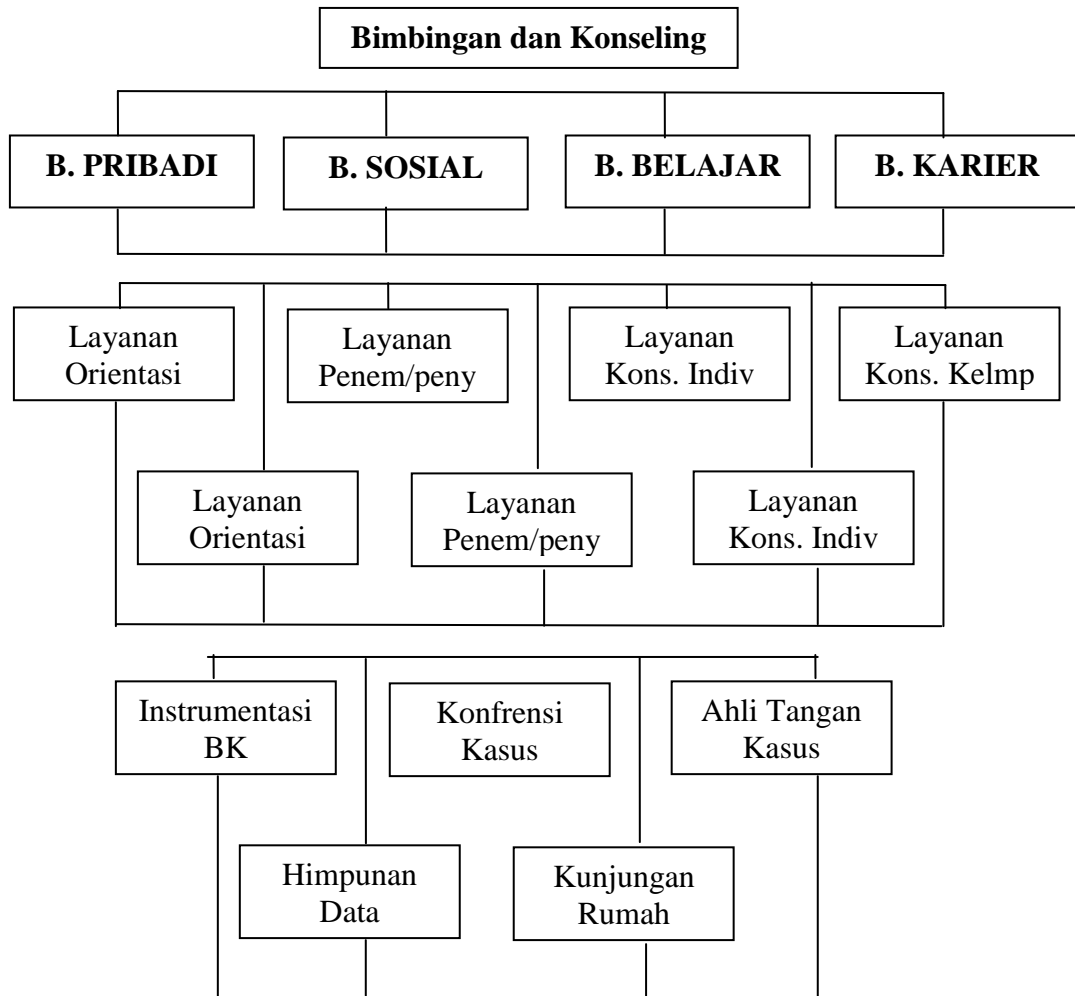 Bimbingan dan Konseling
B. PRIBADI
B. SOSIAL
B. BELAJAR
B. KARIER
Layanan
Orientasi
Layanan
Penem/peny
Layanan
Kons. Indiv
Layanan
Kons. Kelmp
Layanan
Orientasi
Layanan
Penem/peny
Layanan
Kons. Indiv
Instrumentasi
BK
Konfrensi
Kasus
Ahli Tangan
Kasus
Himpunan
Data
Kunjungan
Rumah